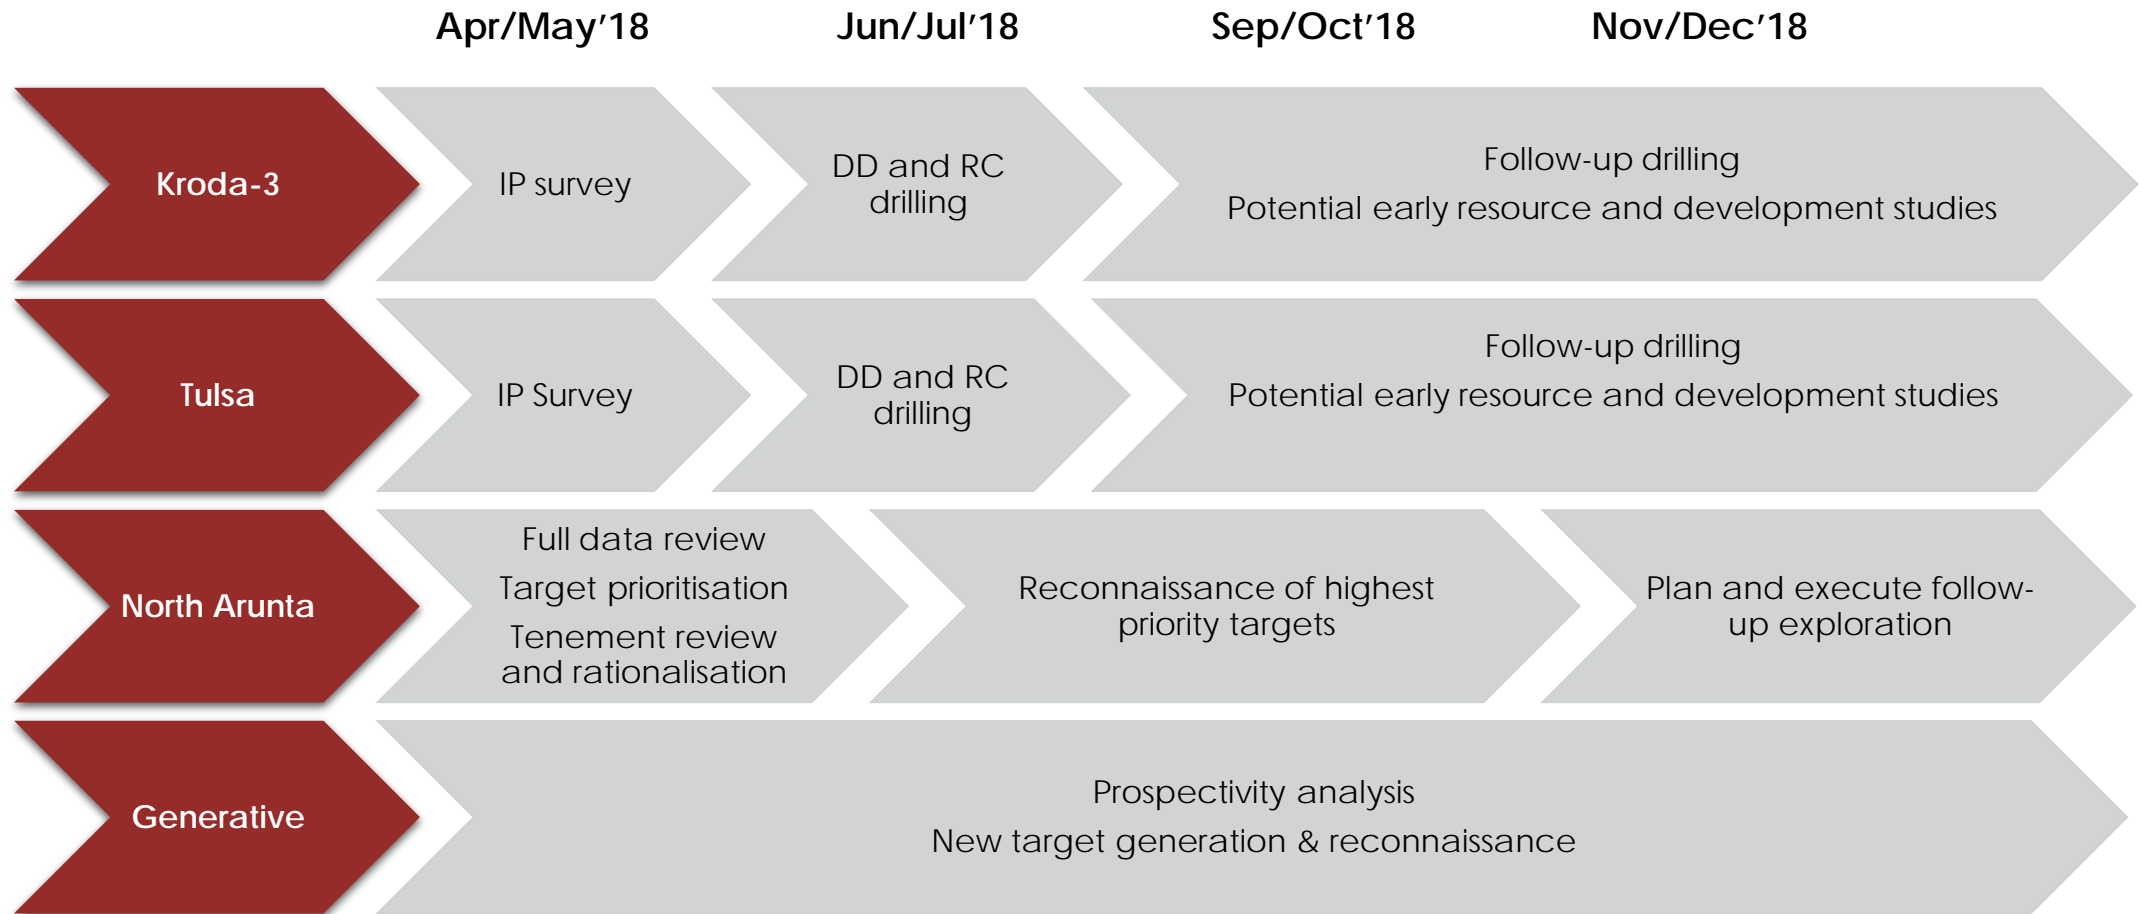 Apr/May'18 Jun/Jul'18 Sep/Oct'18 Nov/Dec'18
Kroda-3
IP survey
DD and RC
drilling
Follow-up drilling
Potential early resource and development studies
Tulsa
IP Survey
DD and RC
drilling
Follow-up drilling
Potential early resource and development studies
North Arunta
Full data review
Target prioritisation
Tenement review
and rationalisation
Reconnaissance of highest
priority targets
Plan and execute follow-
up exploration
Generative
Prospectivity analysis
New target generation & reconnaissance